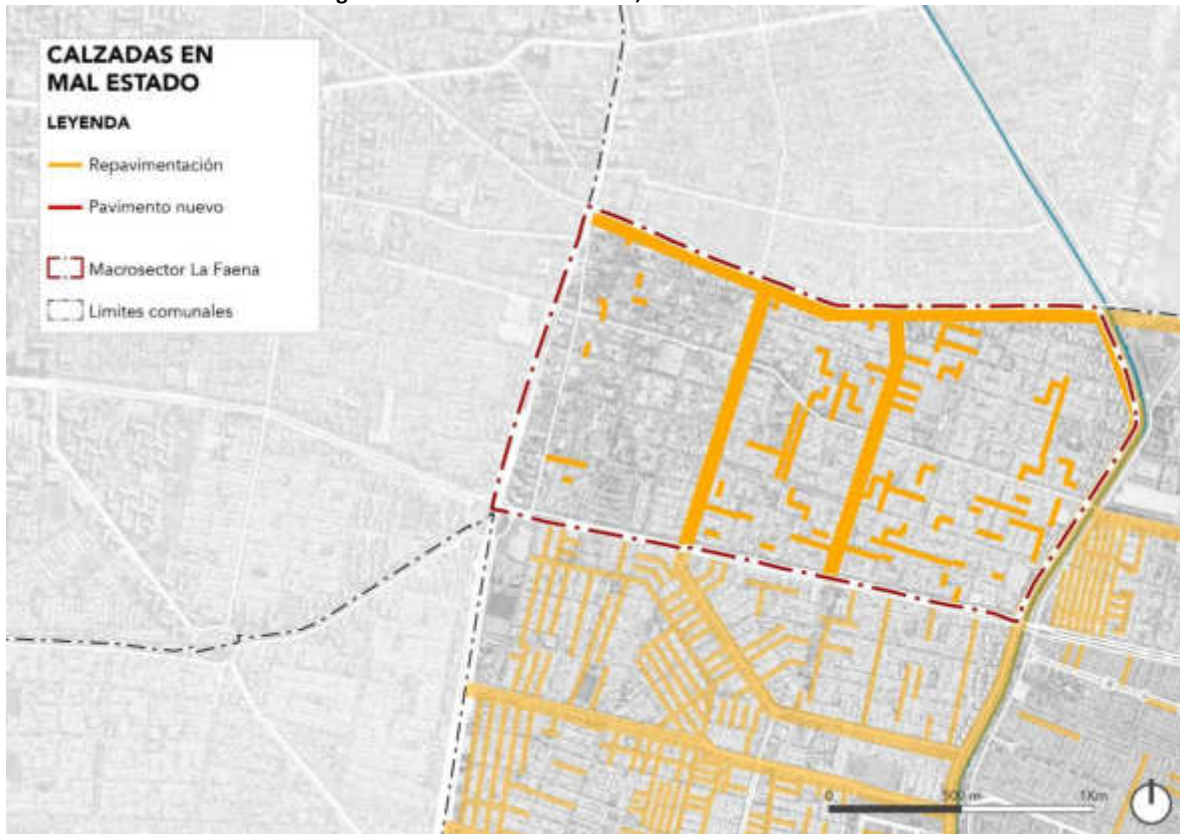 CALZADAS EN
MAL ESTADO
LEYENDA
Repavimentación
Pavimento nuevo
Macrosector La Faena
Límites comunales
0 500 m 1Km